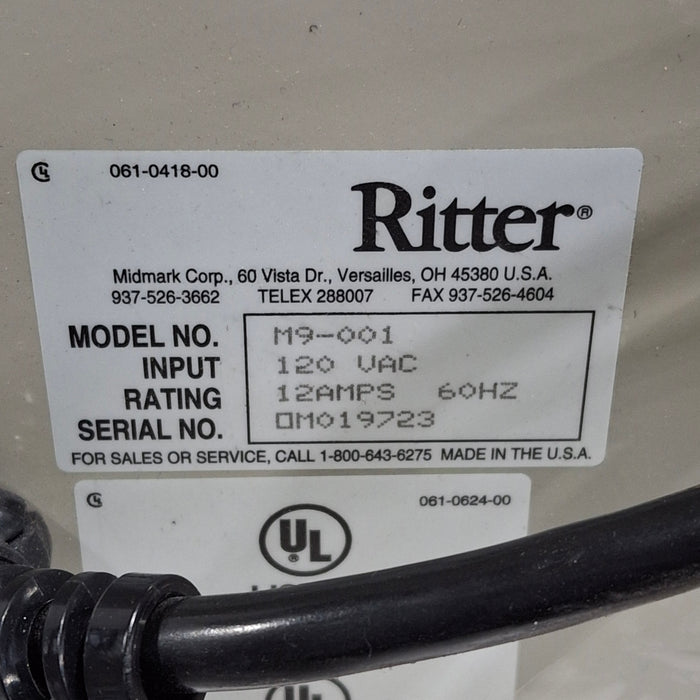 061-0418-00
Ritter®
Midmark Corp., 60 Vista Dr., Versailles, OH 45380 U.S.A.
937-526-3662 TELEX 288007 FAX 937-526-4604
MODEL NO. M9-001
INPUT 120 VAC
RATING 12AMPS 60HZ
SERIAL NO. 0M019723
FOR SALES OR SERVICE, CALL 1-800-643-6275 MADE IN THE U.S.A.
061-0624-00
UL®
UL